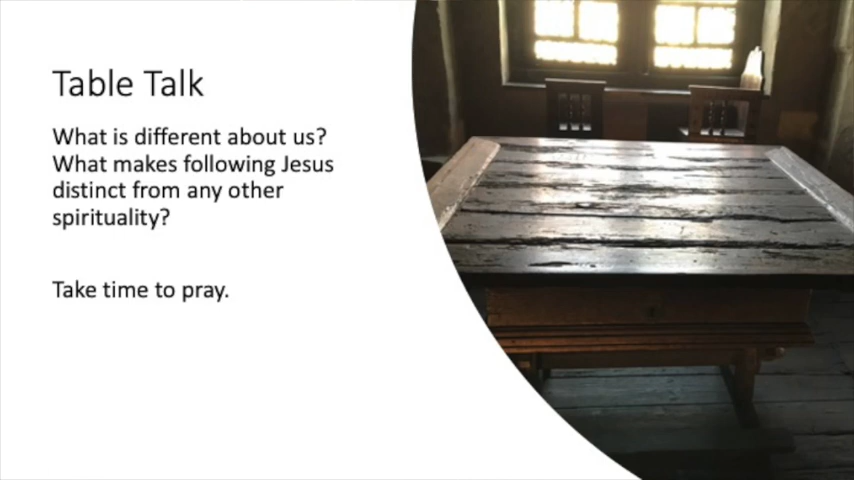 Table Talk
What is different about us?
What makes following Jesus
distinct from any other
spirituality?
Take time to pray.